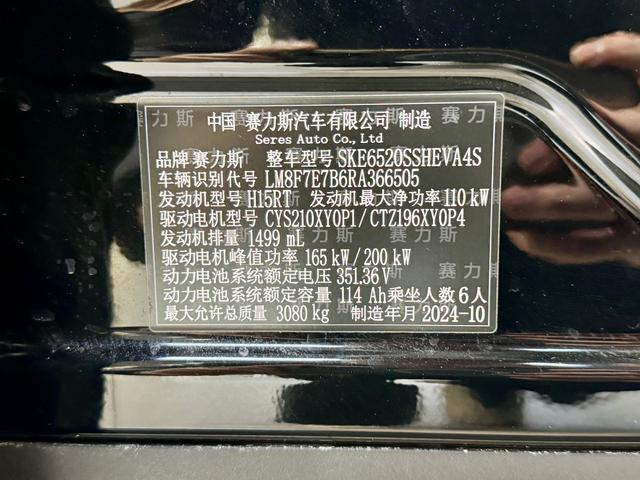 中国 赛力斯汽车有限公司 制造
Seres Auto Co., Ltd
品牌 赛力斯 整车型号 SKE6520SSHEVA4S
车辆识别代号 LM8F7E7B6RA366505
发动机型号 H15RT 发动机最大净功率 110 kW
驱动电机型号 CYS210XY0P1/CTZ196XY0P4
发动机排量 1499 mL
驱动电机峰值功率 165 kW/200 kW
动力电池系统额定电压 351.36V
动力电池系统额定容量 114 Ah 乘坐人数 6人
最大允许总质量 3080 kg 制造年月 2024-10